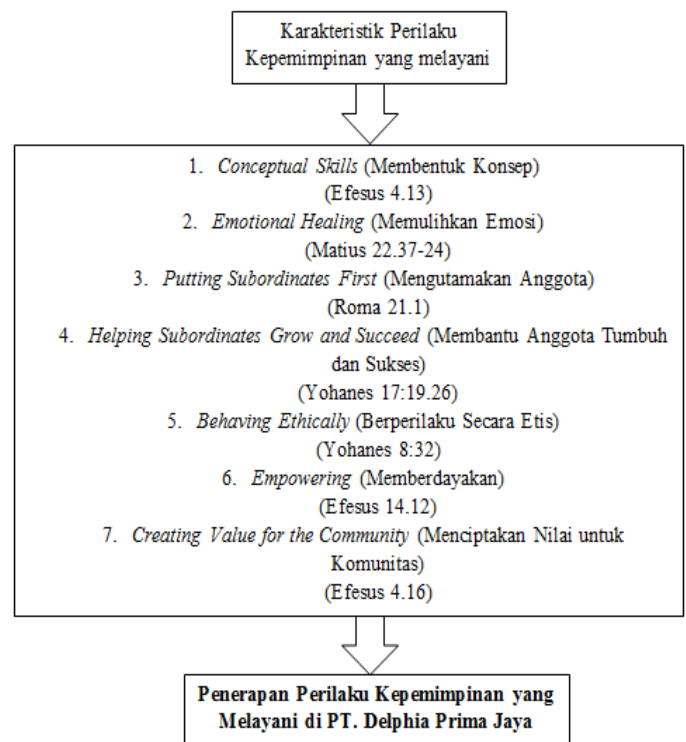 Karakteristik Perilaku
Kepemimpinan yang melayani
1. Conceptual Skills (Membentuk Konsep)
(Efesus 4.13)
2. Emotional Healing (Memulihkan Emosi)
(Matius 22.37-24)
3. Putting Subordinates First (Mengutamakan Anggota)
(Roma 21.1)
4. Helping Subordinates Grow and Succeed (Membantu Anggota Tumbuh
dan Sukses)
(Yohanes 17:19.26)
5. Behaving Ethically (Berperilaku Secara Etis)
(Yohanes 8:32)
6. Empowering (Memberdayakan)
(Efesus 14.12)
7. Creating Value for the Community (Menciptakan Nilai untuk
Komunitas)
(Efesus 4.16)
Penerapan Perilaku Kepemimpinan yang
Melayani di PT. Delphia Prima Jaya